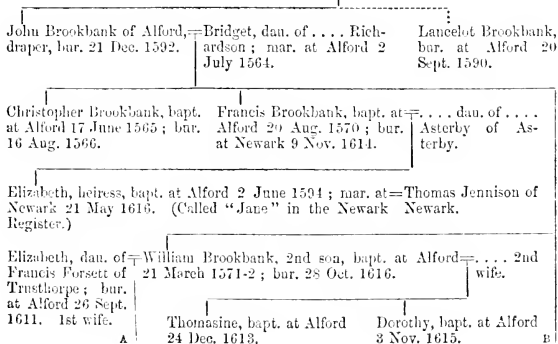 John Brookbank of Alford,=Bridget, dau. of . . . . Rich-
draper, bur. 21 Dec. 1592.
ardson ; mar. at Alford 2
July 1564.
Lancelot Brookbank,
bur. at Alford 20
Sept. 1590.
Christopher Brookbank, bapt.
at Alford 17 June 1565 ; bur.
16 Aug. 1566.
Francis Brookbank, bapt. at=. . . . dau. of . . . .
Alford 20 Aug. 1570 ; bur.
at Newark 9 Nov. 1614.
Asterby of As-
terby.
Elizabeth, heiress, bapt. at Alford 2 June 1594 ; mar. at=Thomas Jennison of
Newark 21 May 1616. (Called "Jane" in the Newark
Register.)
Newark.
Elizabeth, dau. of=William Brookbank, 2nd son, bapt. at Alford=. . . . 2nd
Francis Forsett of
Trusthorpe ; bur.
at Alford 26 Sept.
1611. 1st wife.
21 March 1571-2 ; bur. 28 Oct. 1616.
wife.
Thomasine, bapt. at Alford
24 Dec. 1613.
Dorothy, bapt. at Alford
3 Nov. 1615.
A
B